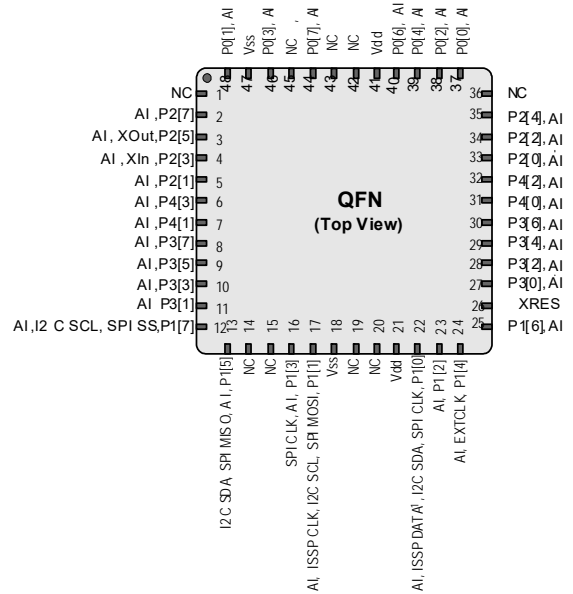 P0[1], AI
Vss
P0[3], AI
NC ,
P0[7], AI
NC
NC
Vdd
P0[6], AI
P0[4], A
P0[2], A
P0[0], A
48
47
46
45
44
43
42
41
40
39
38
37
NC 1
AI ,P2[7] 2
AI , XOut,P2[5] 3
AI , XIn ,P2[3] 4
AI ,P2[1] 5
AI ,P4[3] 6
AI ,P4[1] 7
AI ,P3[7] 8
AI ,P3[5] 9
AI ,P3[3] 10
AI P3[1] 11
AI ,I2 C SCL, SPI SS,P1[7] 12
QFN
(Top View)
36 NC
35 P2[4], AI
34 P2[2], AI
33 P2[0], AI
32 P4[2], AI
31 P4[0], AI
30 P3[6], AI
29 P3[4], AI
28 P3[2], AI
27 P3[0], AI
26 XRES
25 P1[6], AI
13
14
15
16
17
18
19
20
21
22
23
24
I2C SDA, SPI MISO, A I, P1[5]
NC
NC
SPI CLK, AI, P1[3]
AI, ISSP CLK, I2C SCL, SPI MOSI, P1[1]
Vss
NC
NC
Vdd
AI, ISSP DATA¹, I2C SDA, SPI CLK, P1[0]
AI, P1[2]
AI, EXTCLK, P1[4]